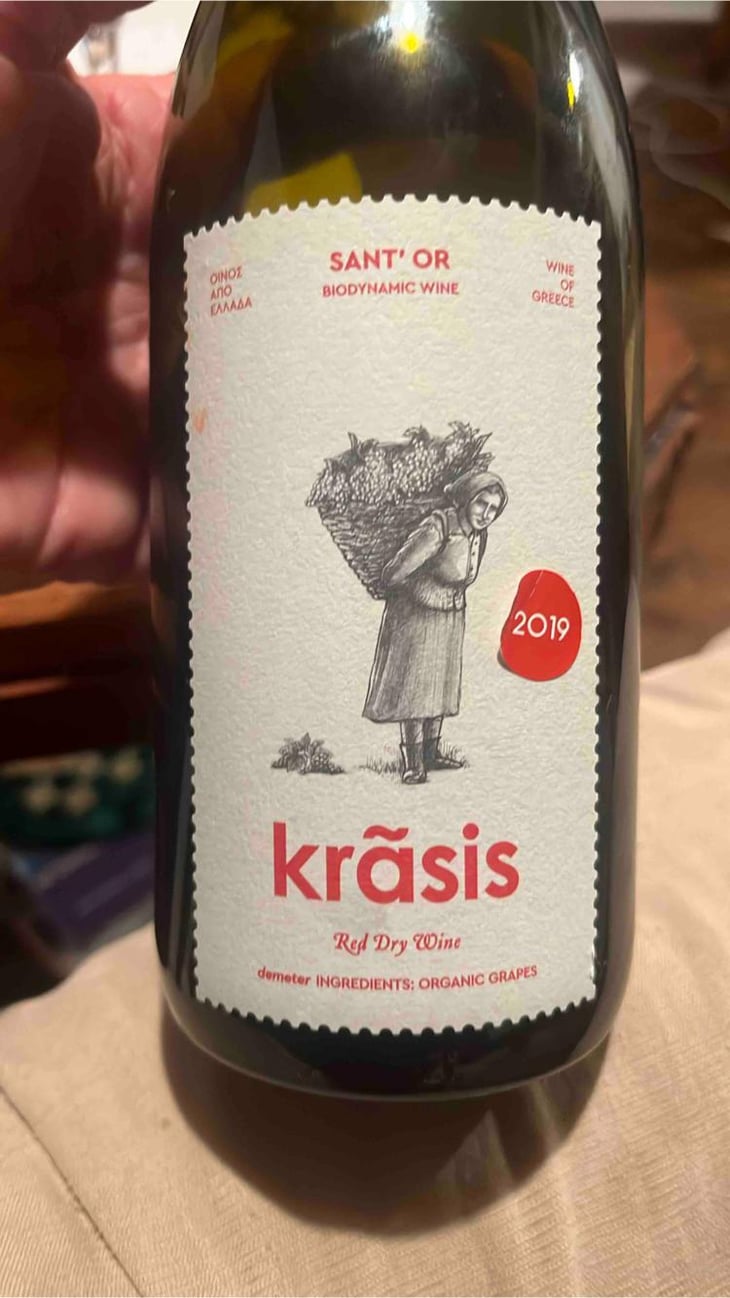 ΟΙΝΟΣ
ΑΠΟ
ΕΛΛΑΔΑ
SANT' OR
BIODYNAMIC WINE
WINE
OF
GREECE
2019
krãsis
Red Dry Wine
demeter INGREDIENTS: ORGANIC GRAPES